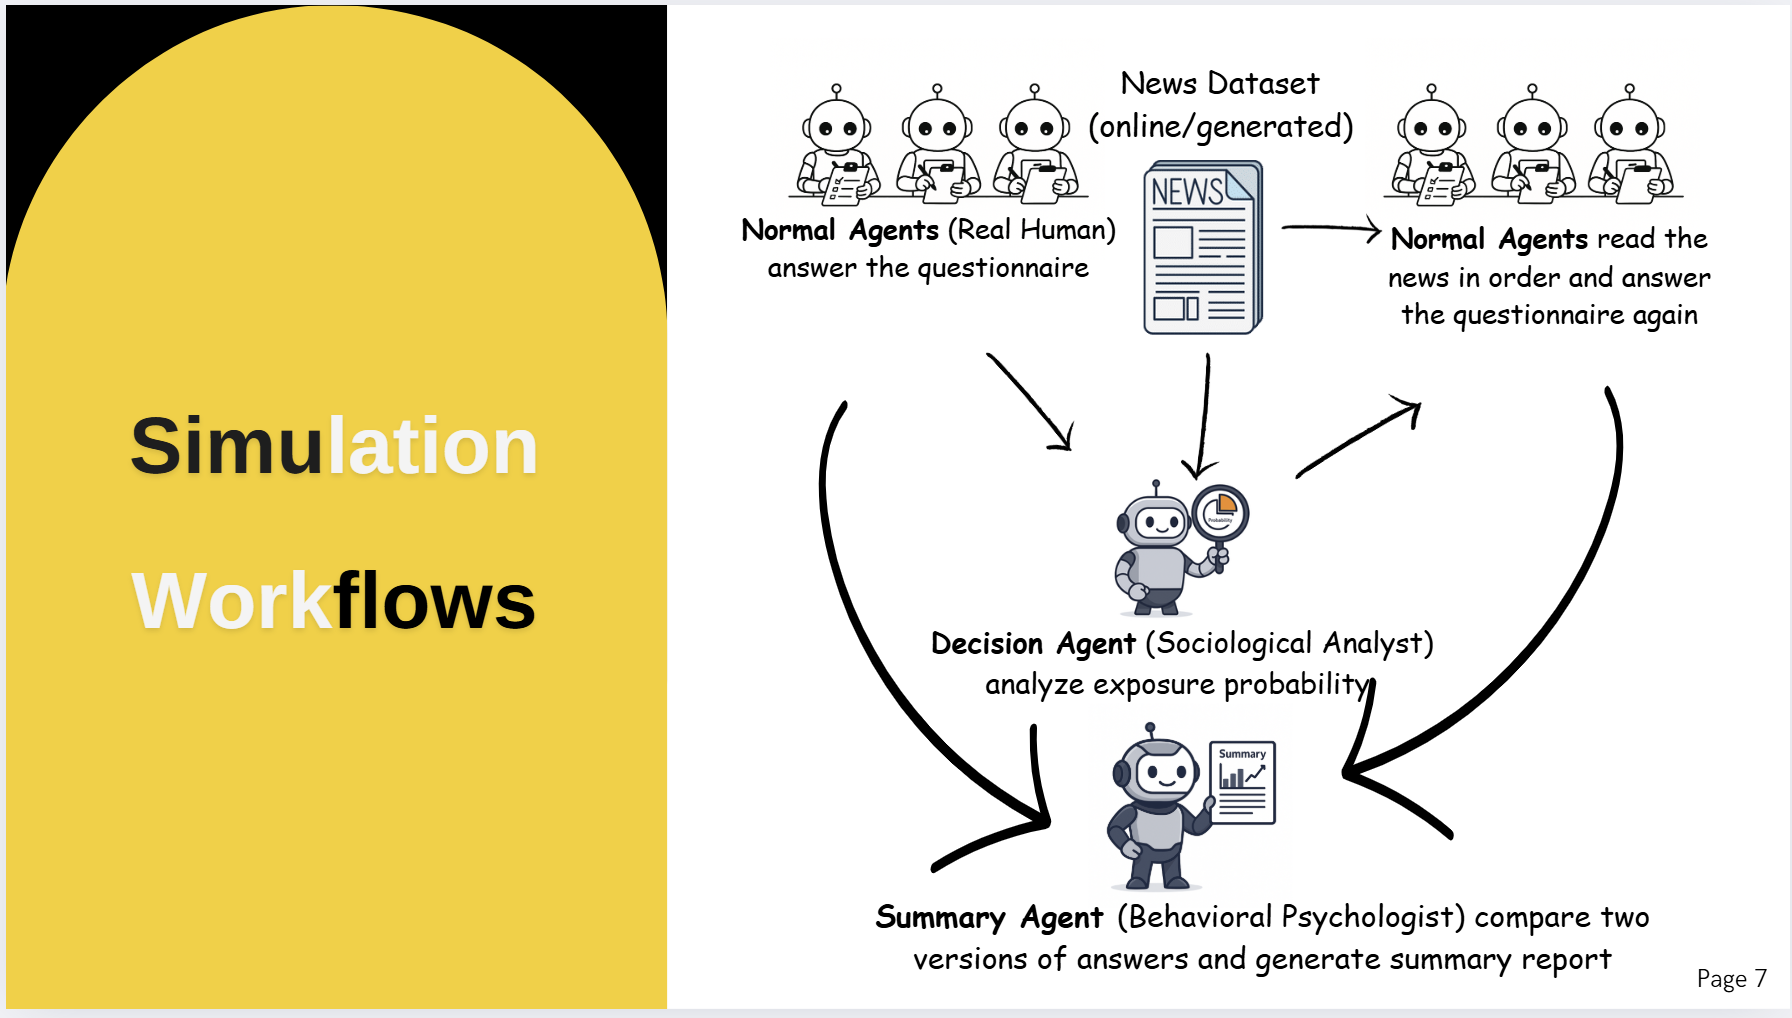 Simulation
Workflows
News Dataset
(online/generated)
NEWS
Normal Agents (Real Human)
answer the questionnaire
Normal Agents read the
news in order and answer
the questionnaire again
Probability
Decision Agent (Sociological Analyst)
analyze exposure probability
Summary
Summary Agent (Behavioral Psychologist) compare two
versions of answers and generate summary report
Page 7